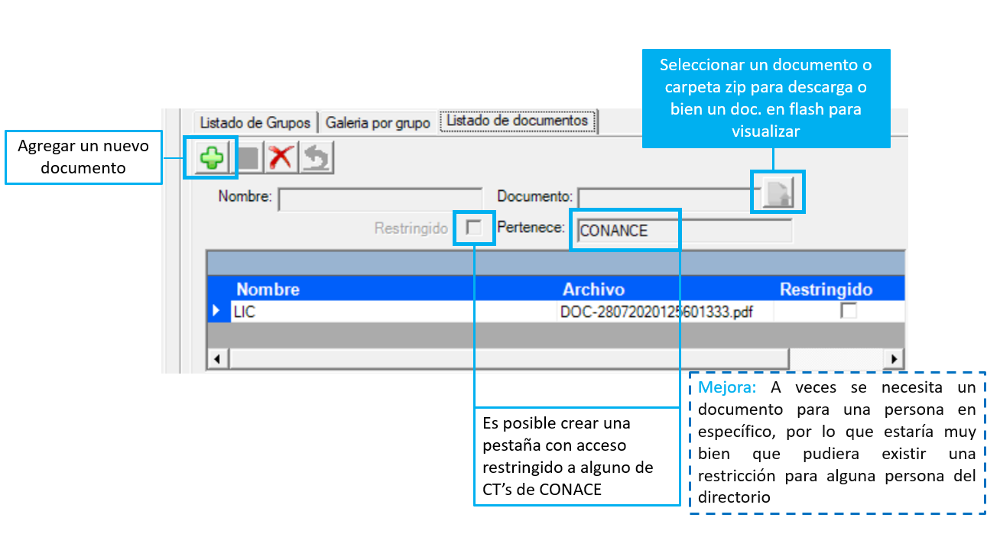 Seleccionar un documento o
carpeta zip para descarga o
bien un doc. en flash para
visualizar
Listado de Grupos Galeria por grupo Listado de documentos
Agregar un nuevo
documento
Nombre: Documento:
Restringido Pertenece: CONANCE
Nombre Archivo Restringido
LIC DOC-28072020125601333.pdf
Es posible crear una
pestaña con acceso
restringido a alguno de
CT’s de CONACE
Mejora: A veces se necesita un
documento para una persona en
específico, por lo que estaría muy
bien que pudiera existir una
restricción para alguna persona del
directorio